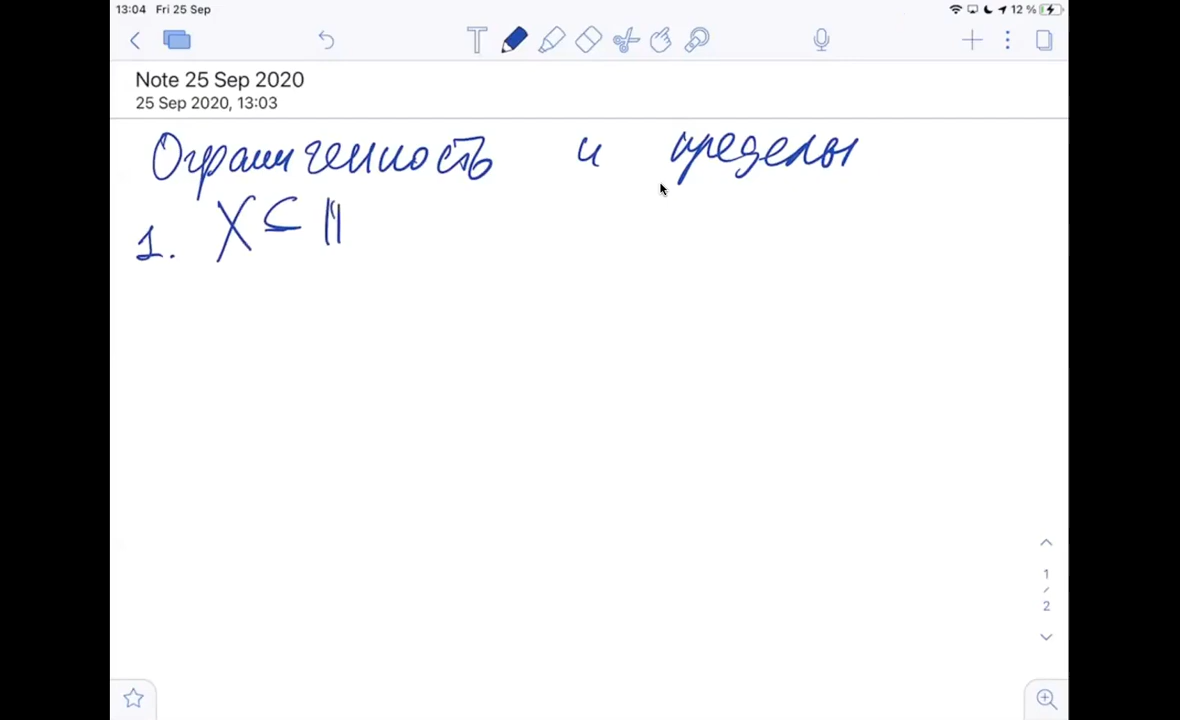 13:04 Fri 25 Sep 12 %
T
Note 25 Sep 2020
25 Sep 2020, 13:03
Ограниченность и пределы
1. X ⊆
1
/
2